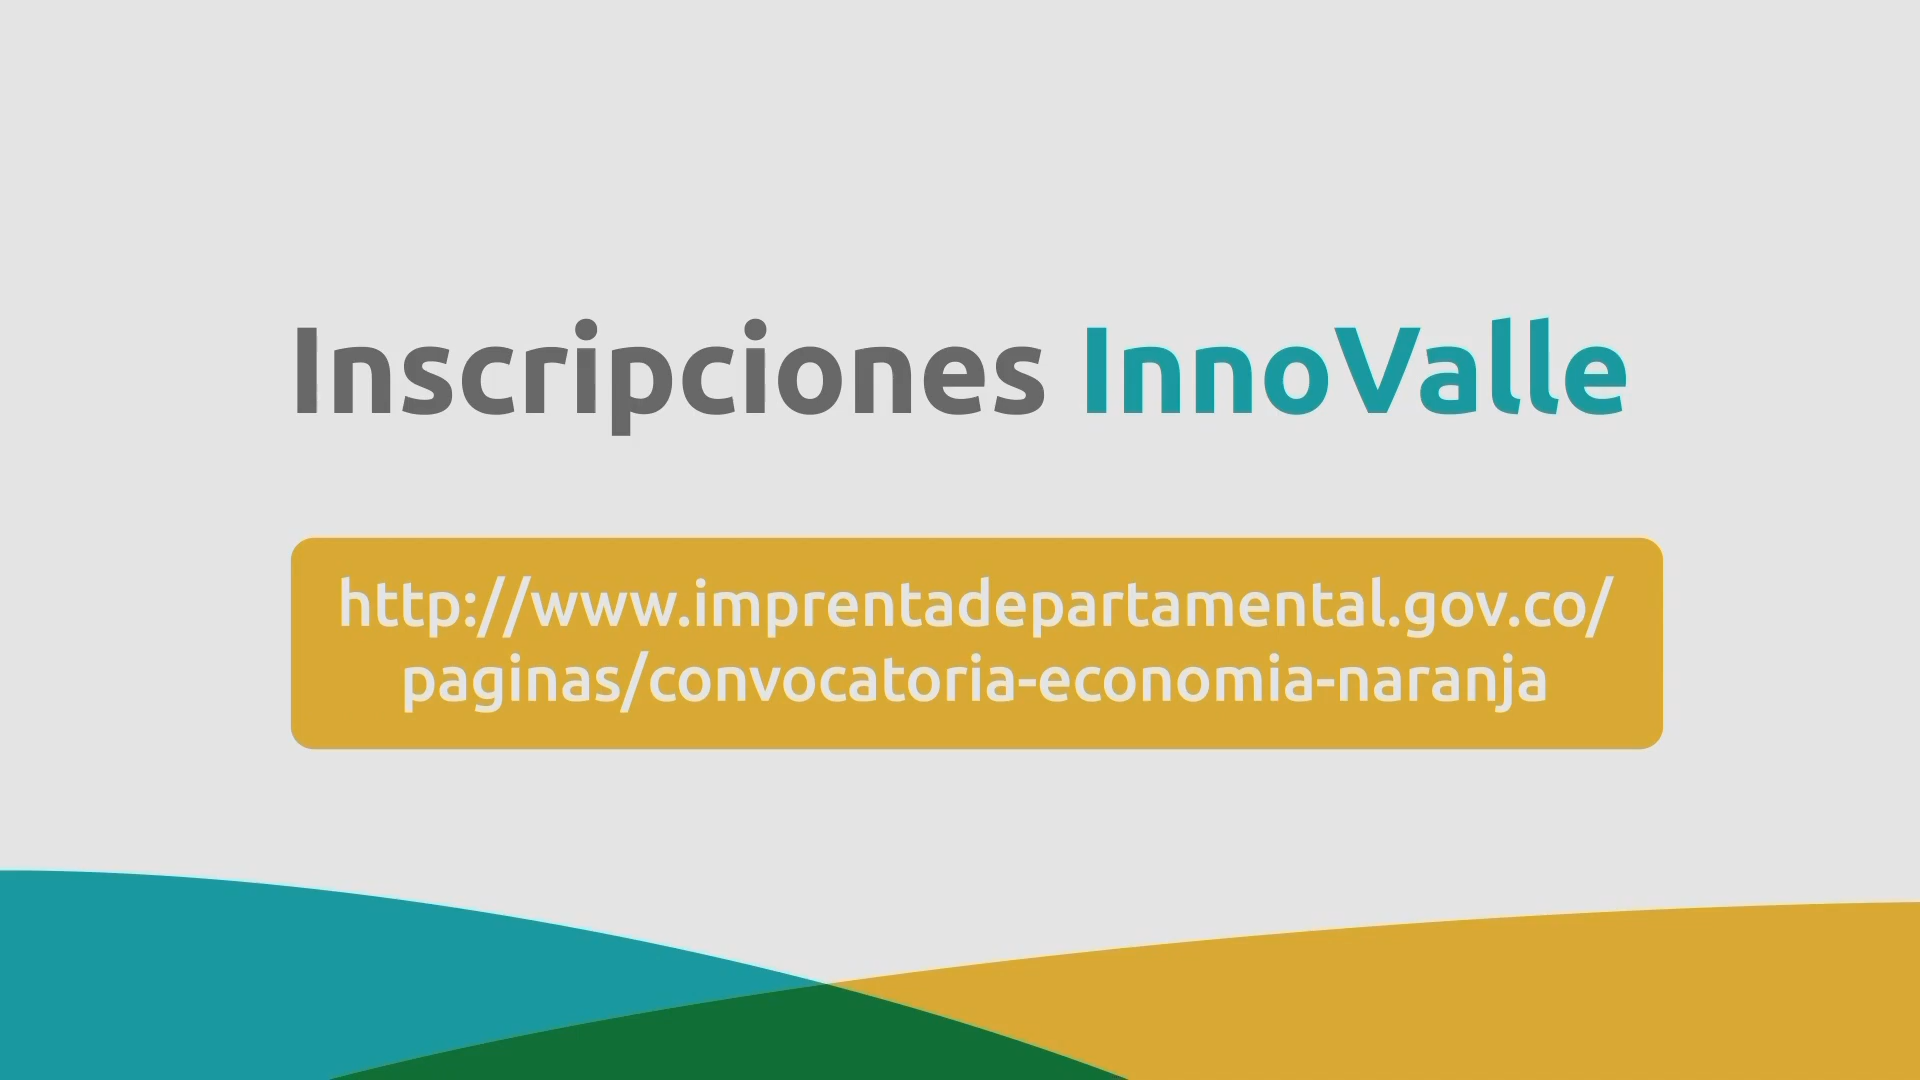 Inscripciones InnoValle
http://www.imprentadepartamental.gov.co/
paginas/convocatoria-economia-naranja